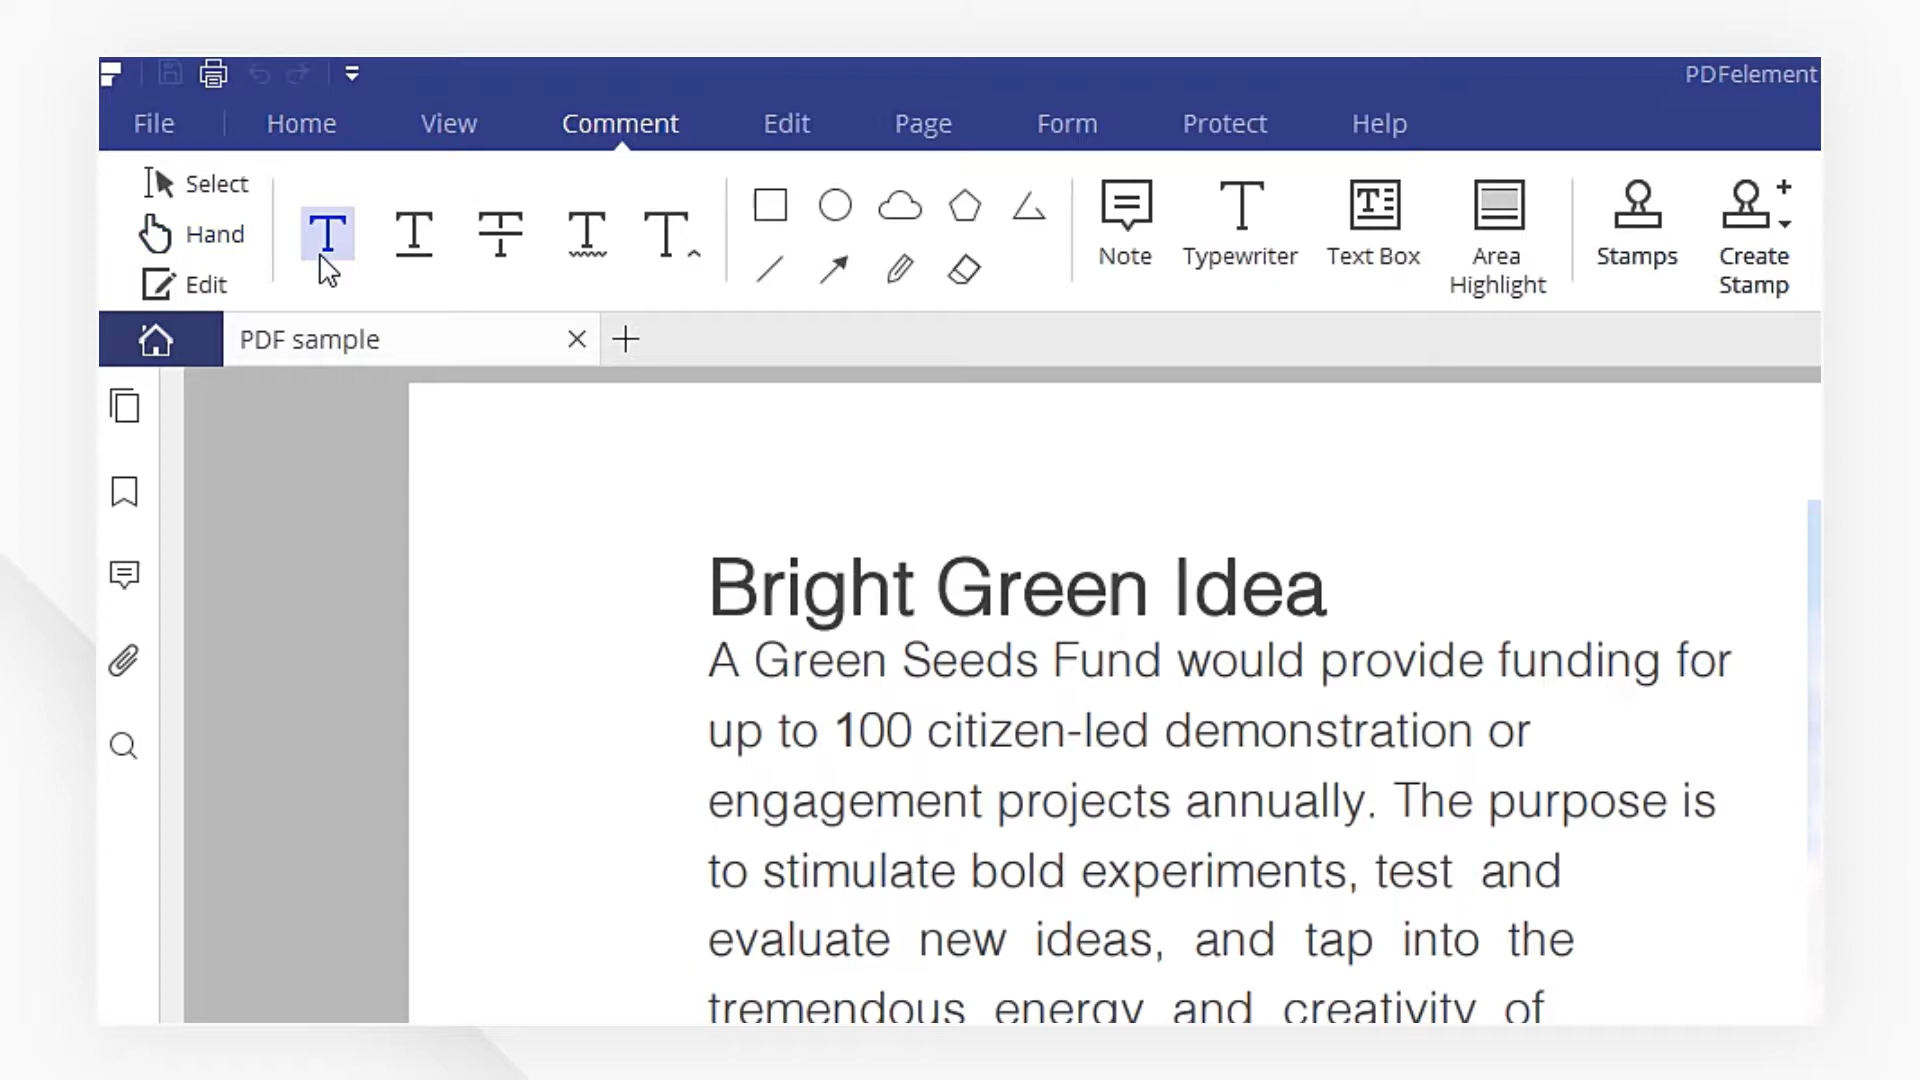 PDFelement
File Home View Comment Edit Page Form Protect Help
Select
Hand
Edit
Note
Typewriter
Text Box
Area
Highlight
Stamps
Create
Stamp
PDF sample
Bright Green Idea
A Green Seeds Fund would provide funding for
up to 100 citizen-led demonstration or
engagement projects annually. The purpose is
to stimulate bold experiments, test and
evaluate new ideas, and tap into the
tremendous energy and creativity of